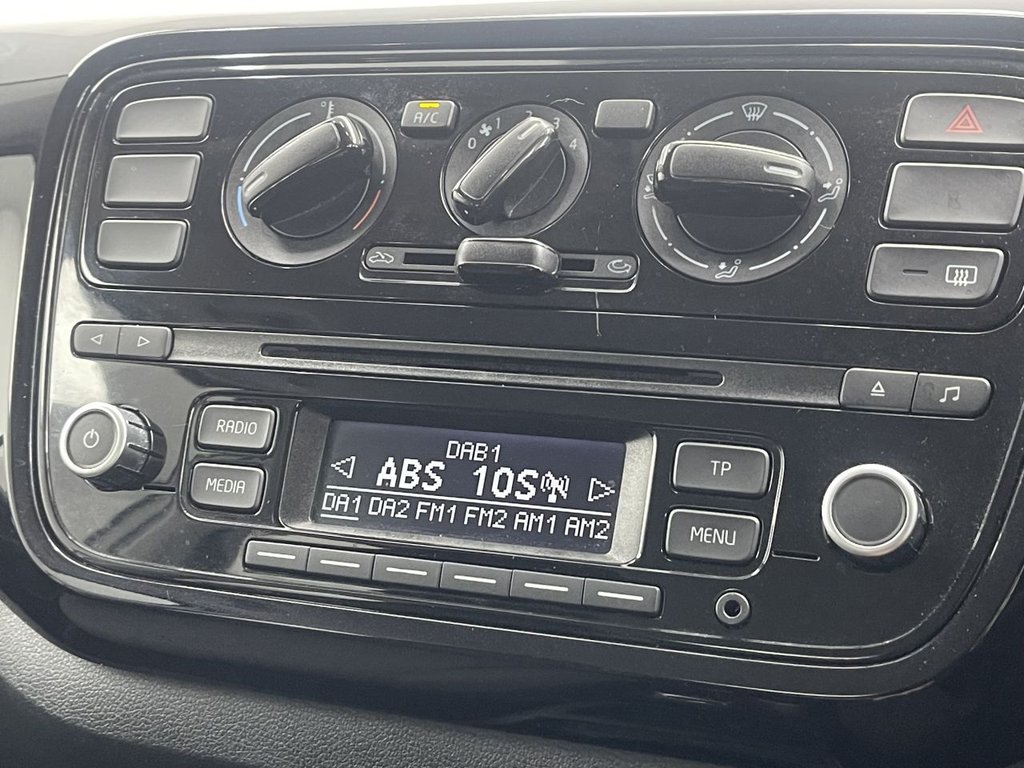 A/C
0 1 2 3 4
RADIO
MEDIA
DAB1
ABS 10S
DA1 DA2 FM1 FM2 AM1 AM2
TP
MENU